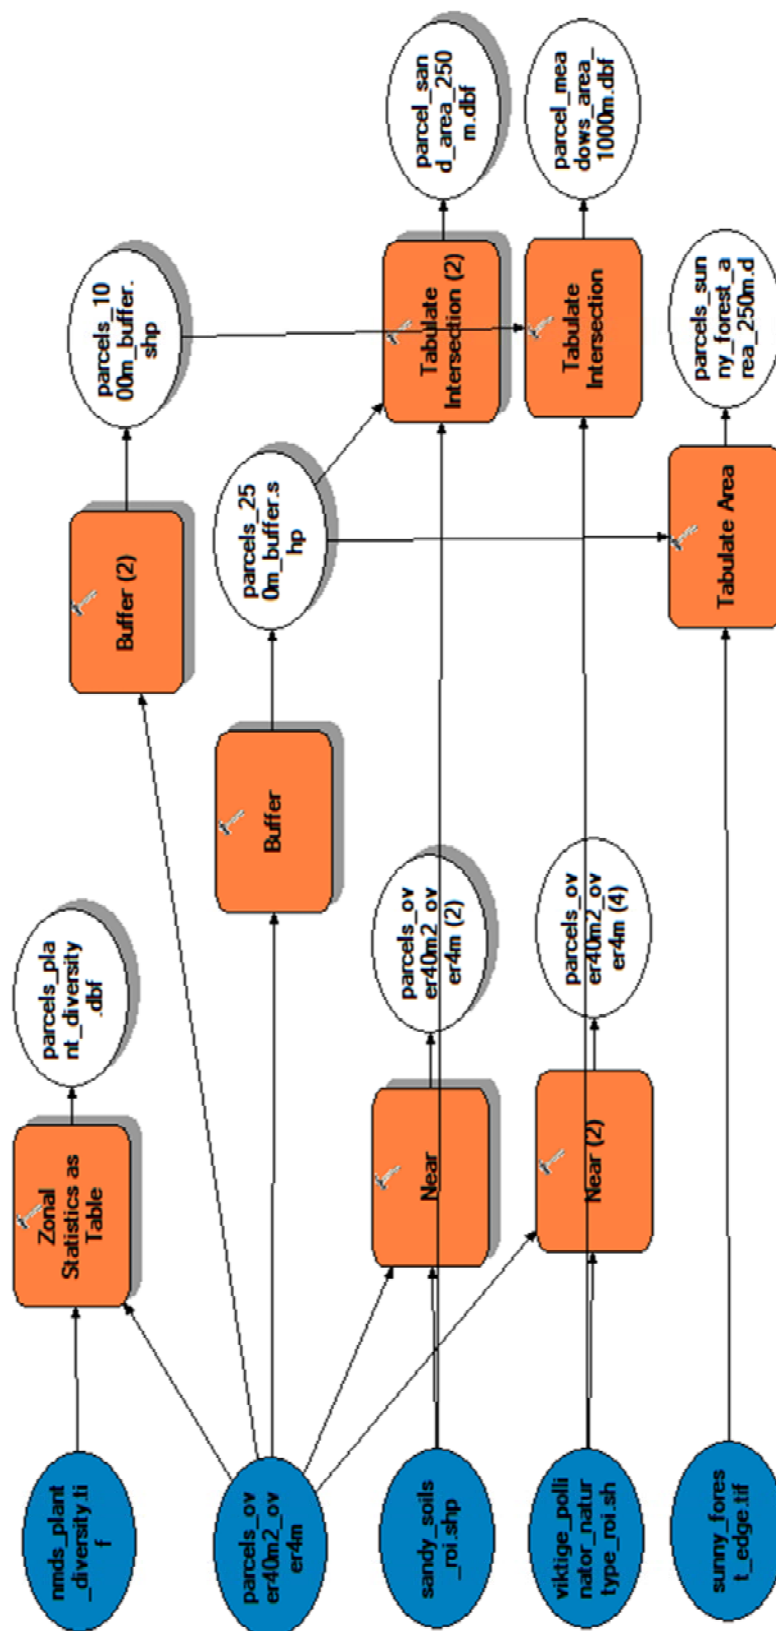 nmds_plant
_diversity.ti
f
Zonal
Statistics as
Table
parcels_pla
nt_diversity
.dbf
parcels_ov
er40m2_ov
er4m
Buffer (2)
parcels_10
00m_buffer.
shp
Buffer
parcels_25
0m_buffer.s
hp
sandy_soils
_roi.shp
Near
parcels_ov
er40m2_ov
er4m (2)
Tabulate
Intersection (2)
parcel_san
d_area_250
m.dbf
viktige_polli
nator_natur
type_roi.sh
Near (2)
parcels_ov
er40m2_ov
er4m (4)
Tabulate
Intersection
parcel_mea
dows_area_
1000m.dbf
sunny_fores
t_edge.tif
Tabulate Area
parcels_sun
ny_forest_a
rea_250m.d